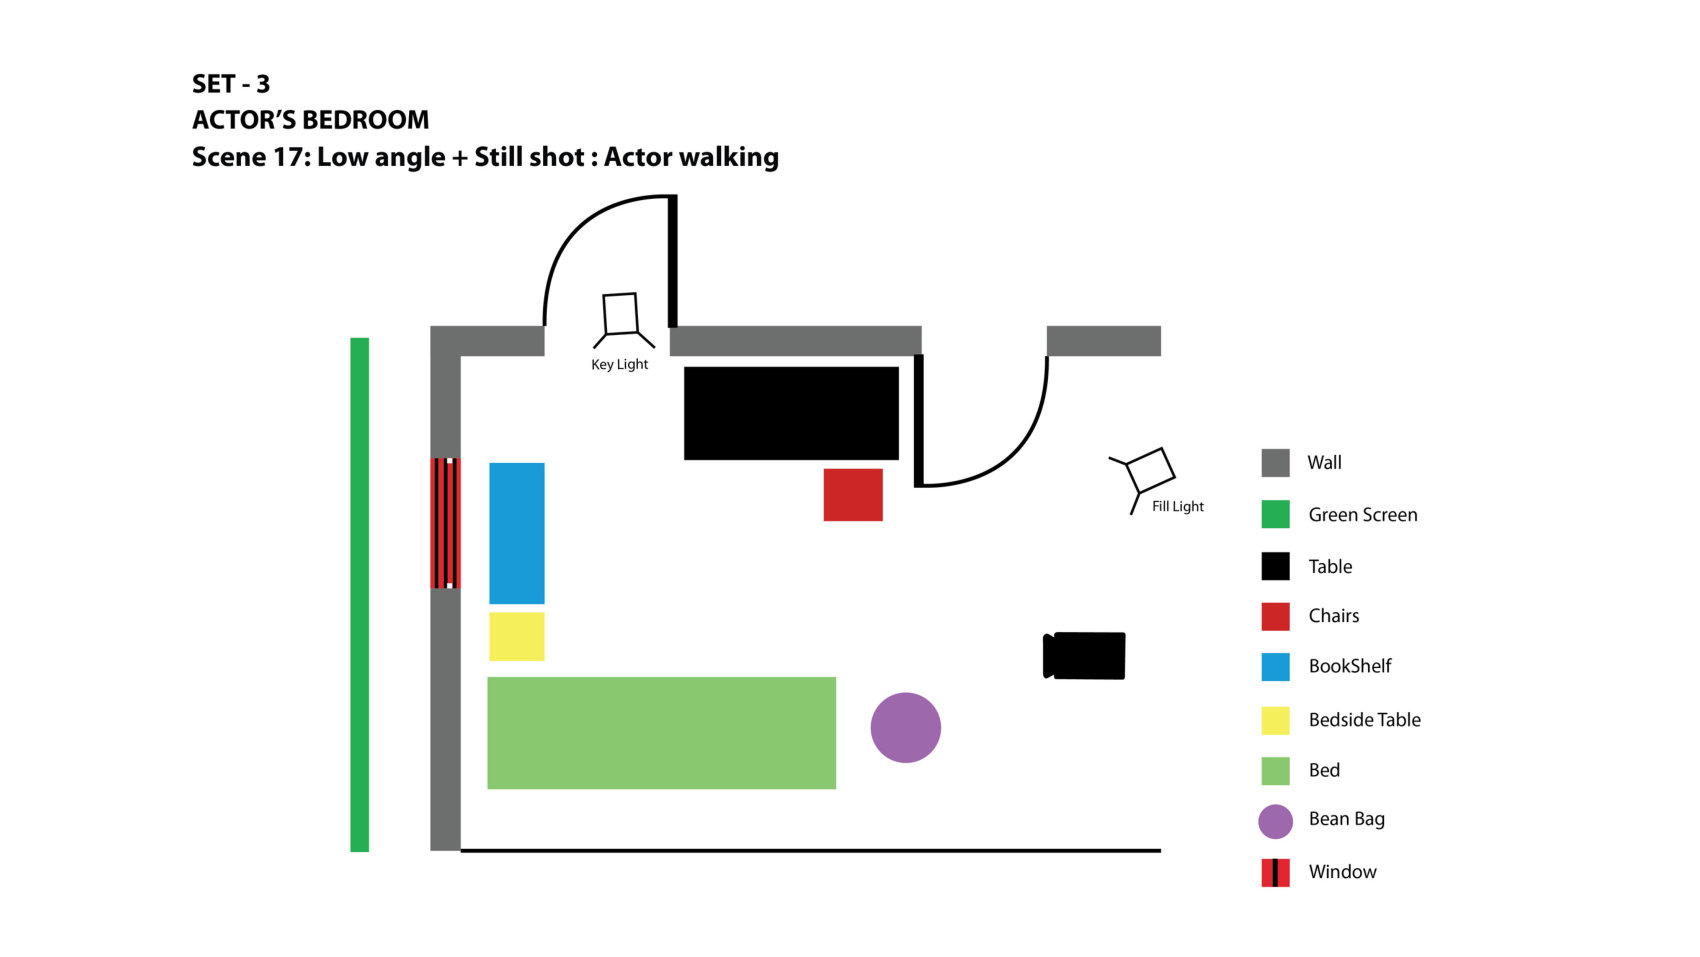 SET - 3
ACTOR’S BEDROOM
Scene 17: Low angle + Still shot : Actor walking
Key Light
Fill Light
Wall
Green Screen
Table
Chairs
BookShelf
Bedside Table
Bed
Bean Bag
Window